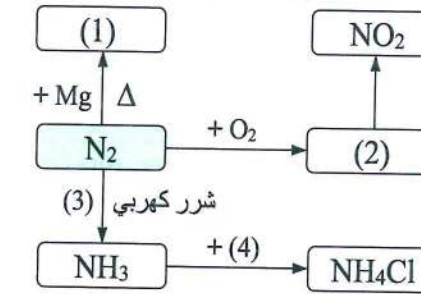 (1)
NO₂
+ Mg Δ
N₂
+ O₂
(2)
(3) شرر كهربي
NH₃
+ (4)
NH₄Cl